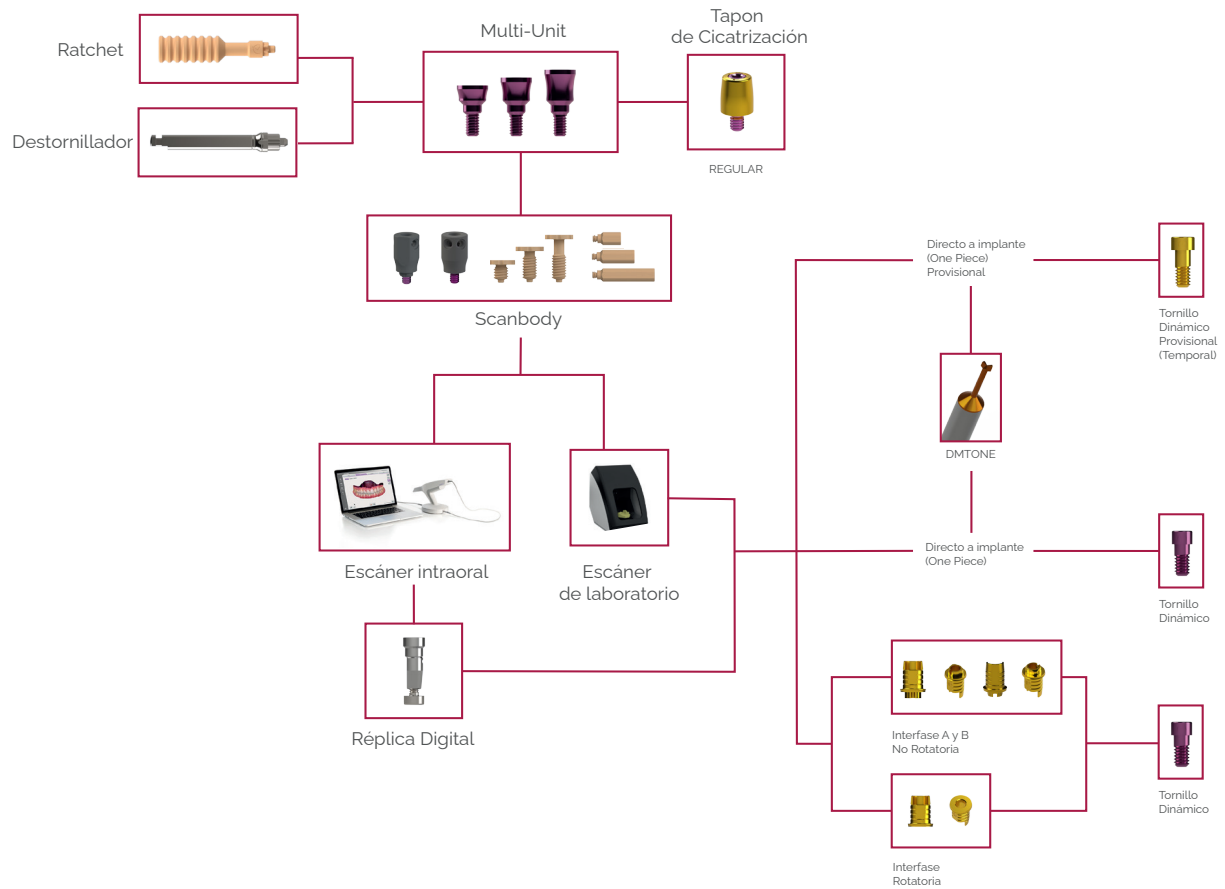 Ratchet
Destornillador
Multi-Unit
Tapon
de Cicatrización
REGULAR
Scanbody
Escáner intraoral
Escáner
de laboratorio
Réplica Digital
Directo a implante
(One Piece)
Provisional
Tornillo
Dinámico
Provisional
(Temporal)
DMTONE
Directo a implante
(One Piece)
Tornillo
Dinámico
Interfase A y B
No Rotatoria
Tornillo
Dinámico
Interfase
Rotatoria